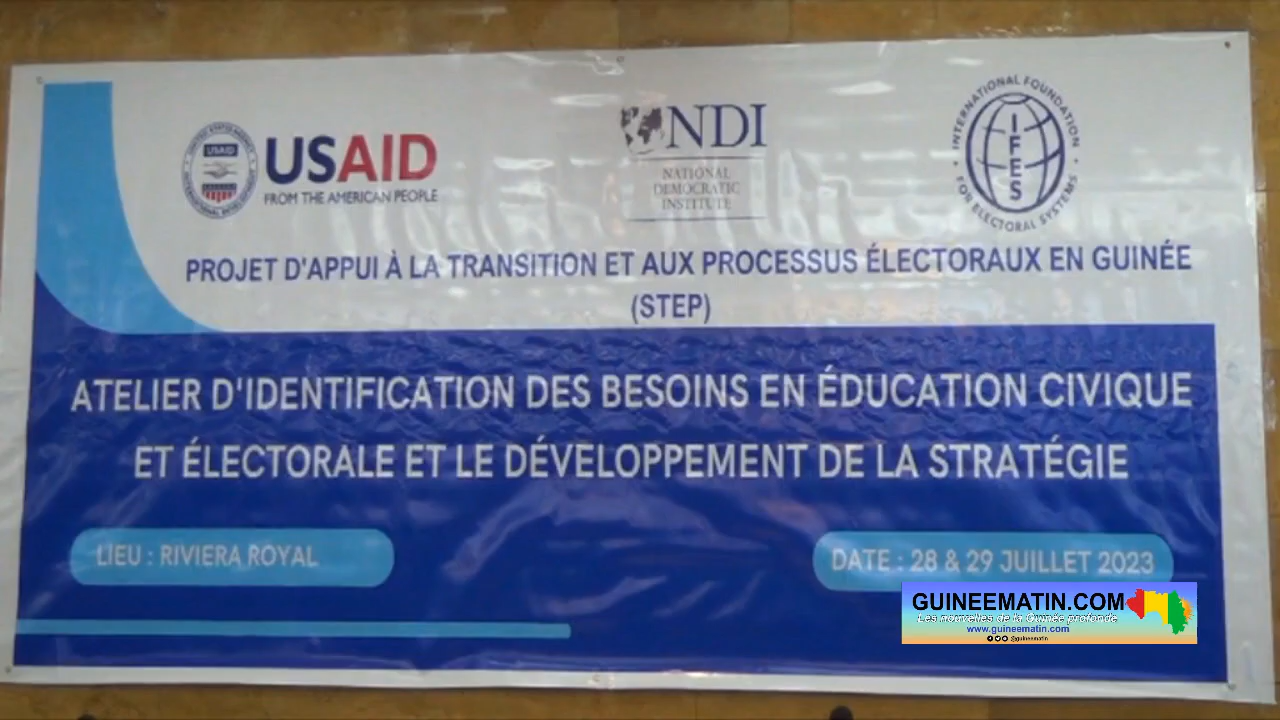 USAID
FROM THE AMERICAN PEOPLE
USAID
NDI
NATIONAL
DEMOCRATIC
INSTITUTE
INTERNATIONAL FOUNDATION
FOR ELECTORAL SYSTEMS
IFES
PROJET D'APPUI À LA TRANSITION ET AUX PROCESSUS ÉLECTORAUX EN GUINÉE
(STEP)
ATELIER D'IDENTIFICATION DES BESOINS EN ÉDUCATION CIVIQUE
ET ÉLECTORALE ET LE DÉVELOPPEMENT DE LA STRATÉGIE
LIEU : RIVIERA ROYAL
DATE : 28 & 29 JUILLET 2023
GUINEEMATIN.COM
Les nouvelles de la Guinée profonde
www.guineematin.com
@guineematin